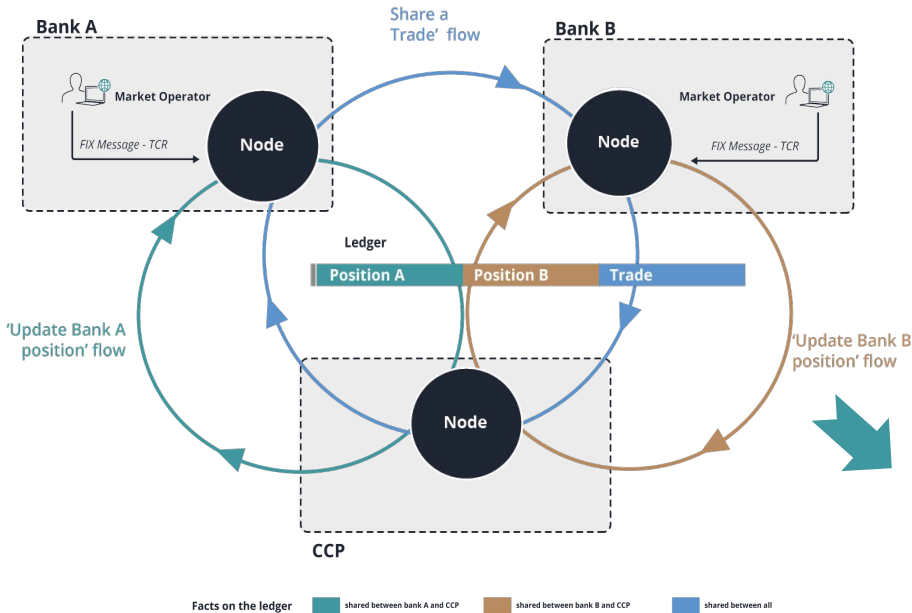 Bank A
Share a
Trade’ flow
Bank B
Market Operator
Market Operator
FIX Message - TCR
Node
Node
FIX Message - TCR
Ledger
Position A
Position B
Trade
‘Update Bank A
position’ flow
‘Update Bank B
position’ flow
Node
CCP
Facts on the ledger
shared between bank A and CCP
shared between bank B and CCP
shared between all